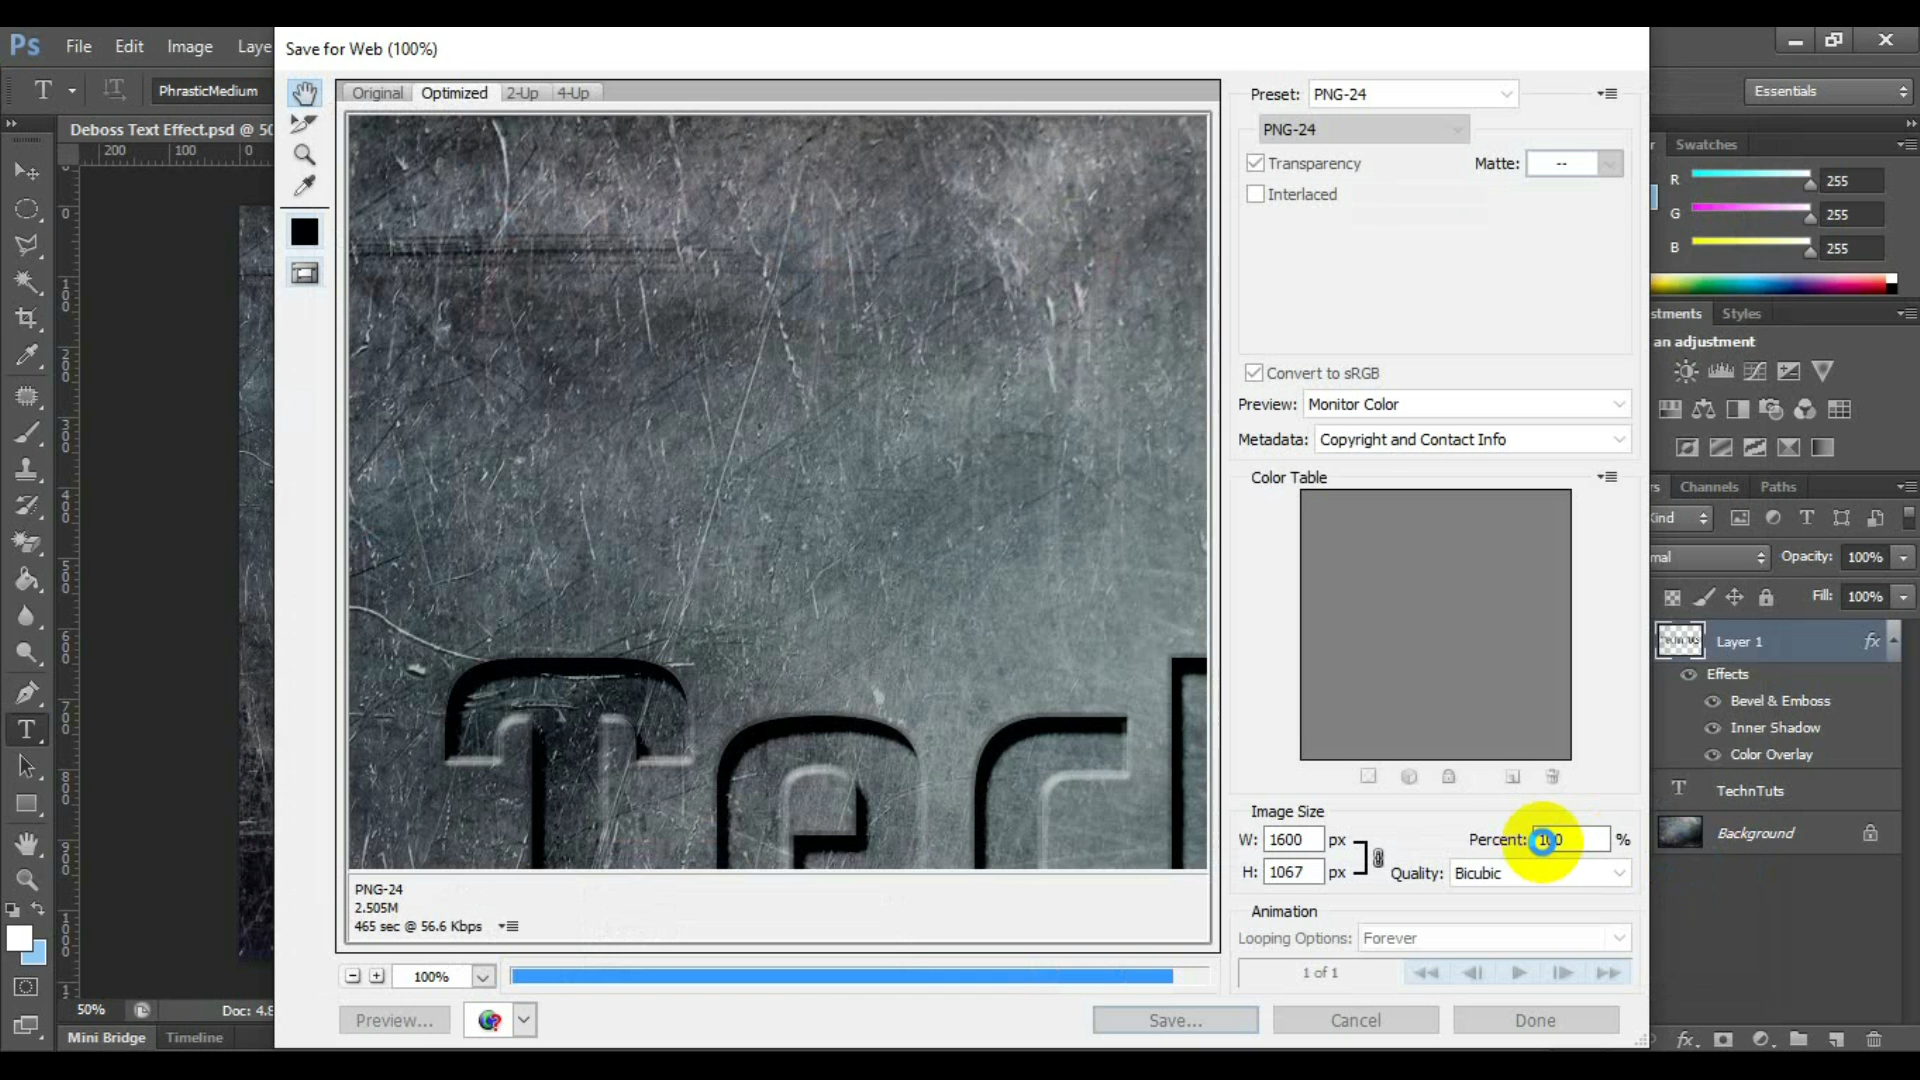 Ps File Edit Image Laye
Save for Web (100%)
T PhrasticMedium
Essentials
Deboss Text Effect.psd @ 50
200 100 0
Original Optimized 2-Up 4-Up
Preset: PNG-24
PNG-24
Transparency Matte: --
Interlaced
Convert to sRGB
Preview: Monitor Color
Metadata: Copyright and Contact Info
Color Table
Image Size
W: 1600 px Percent: 100 %
H: 1067 px Quality: Bicubic
Animation
Looping Options: Forever
1 of 1
Tec
PNG-24
2.505M
465 sec @ 56.6 Kbps
100%
Preview... Save... Cancel Done
Swatches
R 255
G 255
B 255
stments Styles
an adjustment
rs Channels Paths
Kind
mal Opacity: 100%
Fill: 100%
Layer 1 fx
Effects
Bevel & Emboss
Inner Shadow
Color Overlay
T TechnTuts
Background
50% Doc: 4.8
Mini Bridge Timeline
fx